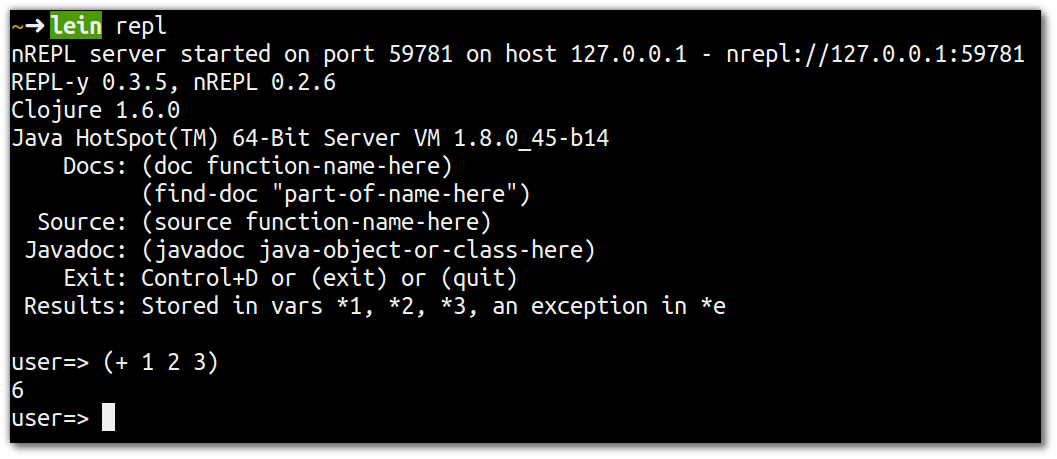 ~➜ lein repl
nREPL server started on port 59781 on host 127.0.0.1 - nrepl://127.0.0.1:59781
REPL-y 0.3.5, nREPL 0.2.6
Clojure 1.6.0
Java HotSpot(TM) 64-Bit Server VM 1.8.0_45-b14
    Docs: (doc function-name-here)
          (find-doc "part-of-name-here")
  Source: (source function-name-here)
 Javadoc: (javadoc java-object-or-class-here)
    Exit: Control+D or (exit) or (quit)
 Results: Stored in vars *1, *2, *3, an exception in *e

user=> (+ 1 2 3)
6
user=>